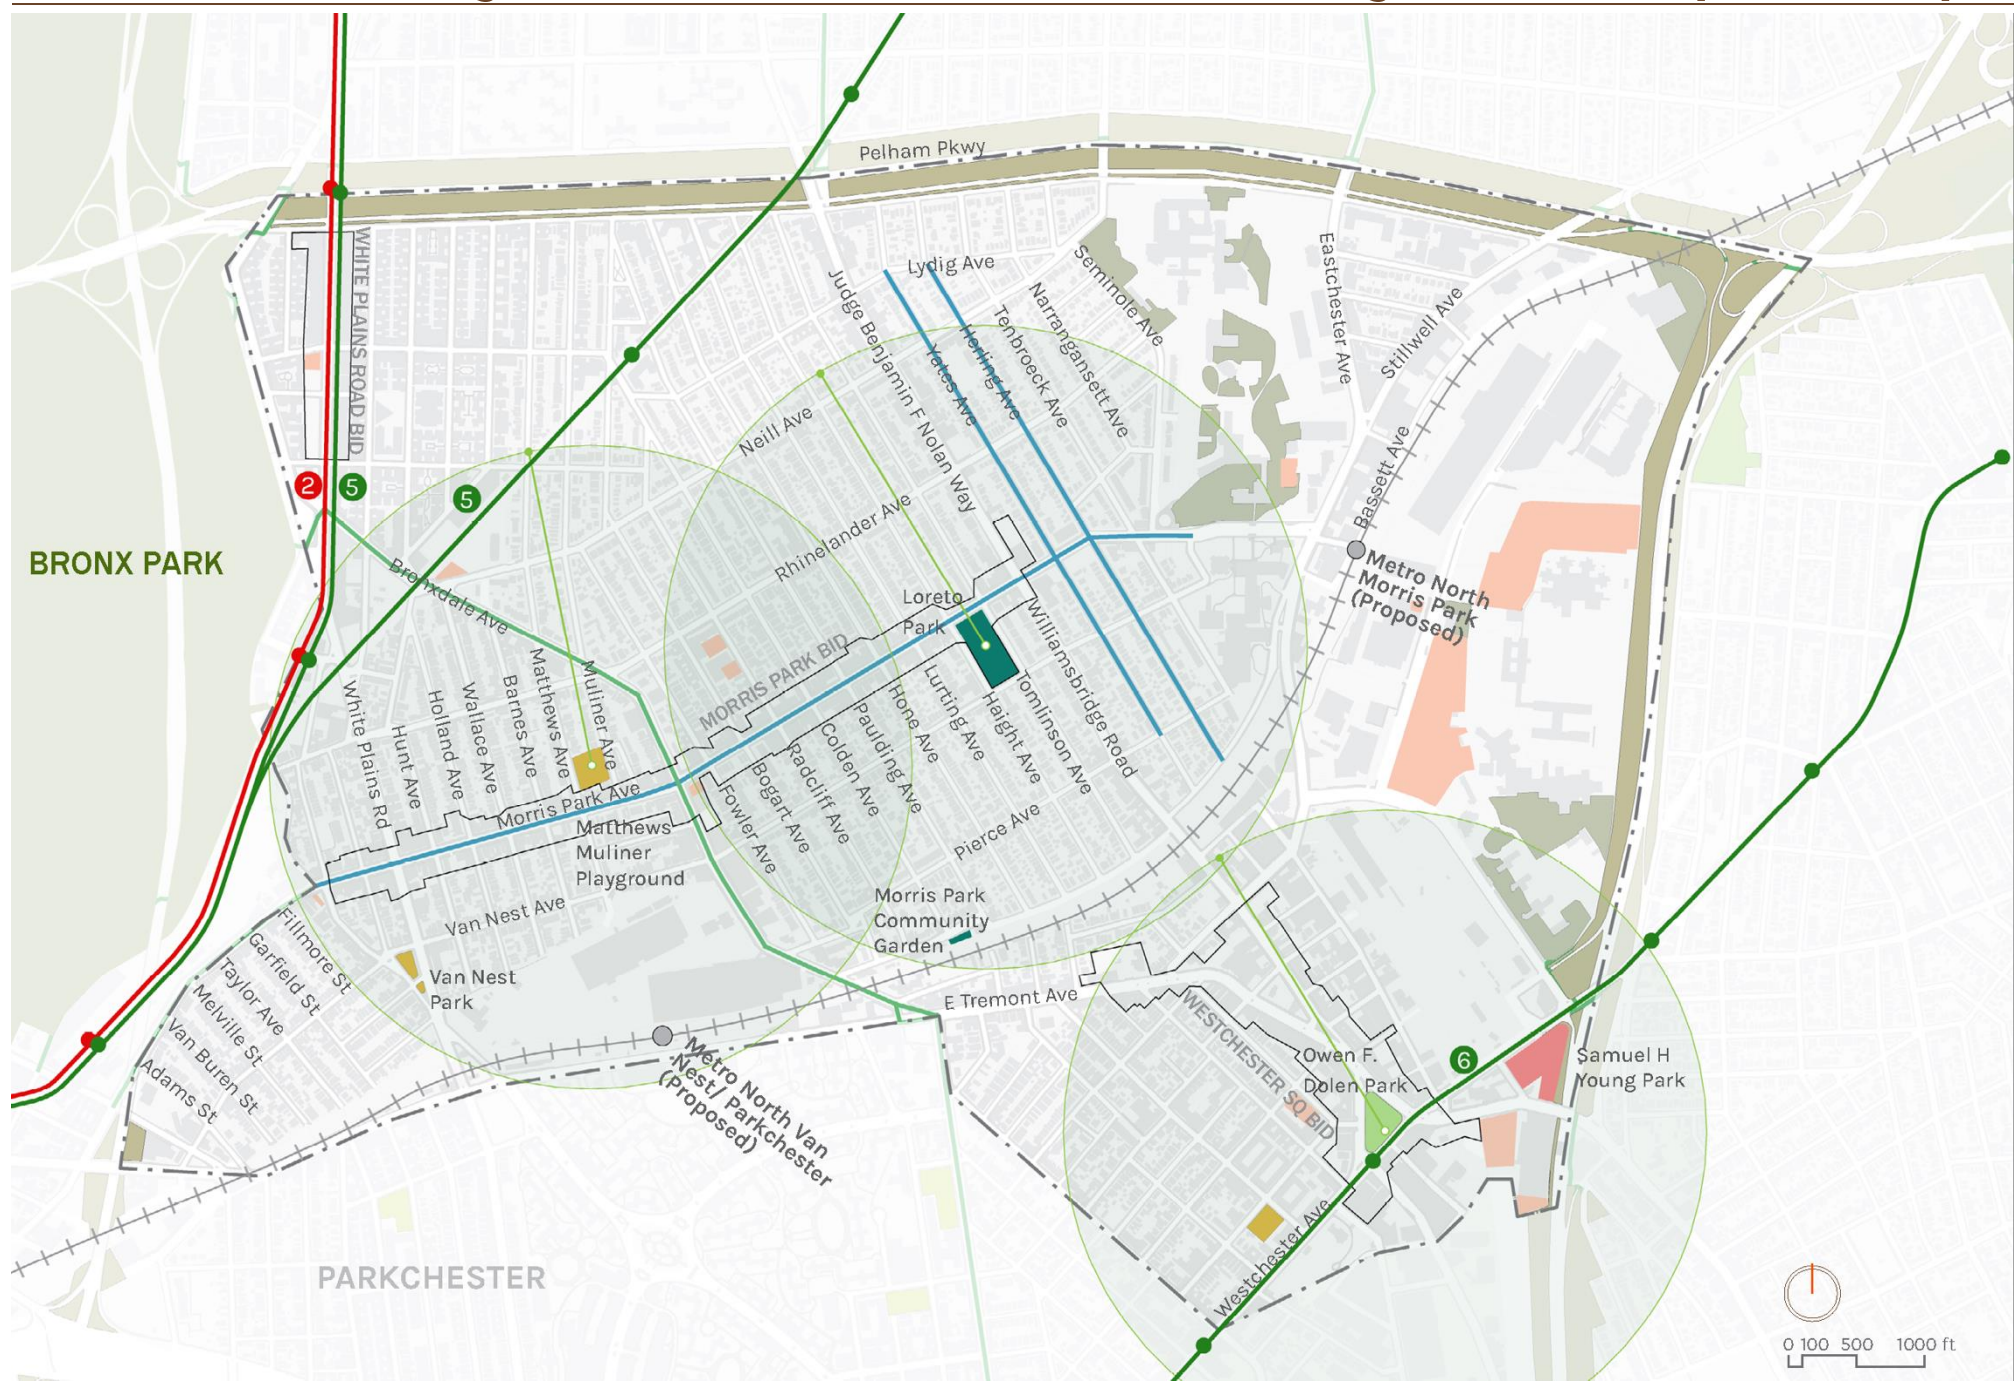 Pelham Pkwy
WHITE PLAINS ROAD BID
Lydig Ave
Seminole Ave
Eastchester Ave
Stillwell Ave
Judge Benjamin F Nolan Way
Yates Ave
Herling Ave
Tenbroeck Ave
Narrangansett Ave
Neill Ave
Rhinelander Ave
Bassett Ave
2
5
5
BRONX PARK
Bronxdale Ave
Metro North
Morris Park
(Proposed)
Loreto
Park
MORRIS PARK BID
Williamsbridge Road
White Plains Rd
Hunt Ave
Holland Ave
Wallace Ave
Barnes Ave
Matthews Ave
Muliner Ave
Morris Park Ave
Matthews
Muliner
Playground
Fowler Ave
Bogart Ave
Radcliff Ave
Colden Ave
Paulding Ave
Hone Ave
Lurting Ave
Haight Ave
Tomlinson Ave
Pierce Ave
Van Nest Ave
Morris Park
Community
Garden
Fillmore St
Garfield St
Taylor Ave
Melville St
Van Buren St
Adams St
Van Nest
Park
E Tremont Ave
Metro North Van
Nest/ Parkchester
(Proposed)
WESTCHESTER SQ BID
Owen F.
Dolen Park
6
Samuel H
Young Park
Westchester Ave
PARKCHESTER
0 100 500 1000 ft